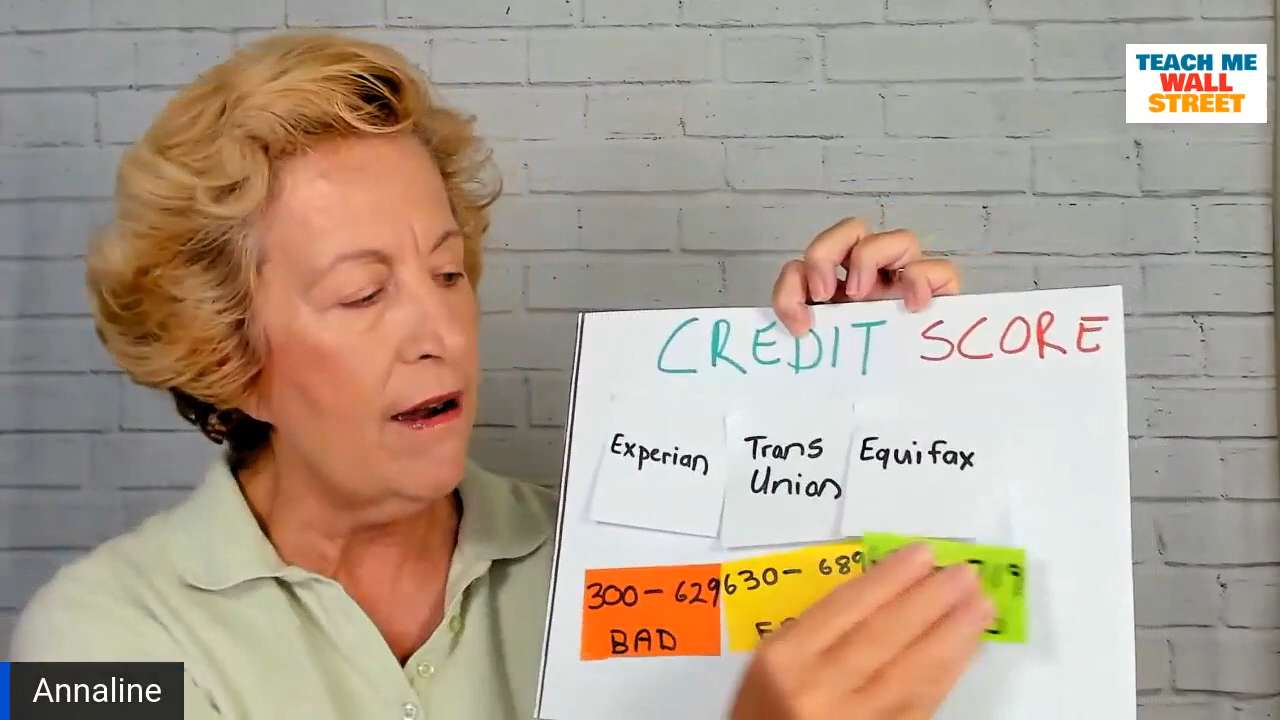 TEACH ME
WALL
STREET
CREDIT SCORE
Experian
Trans
Union
Equifax
300 - 629
BAD
630 - 689
Annaline